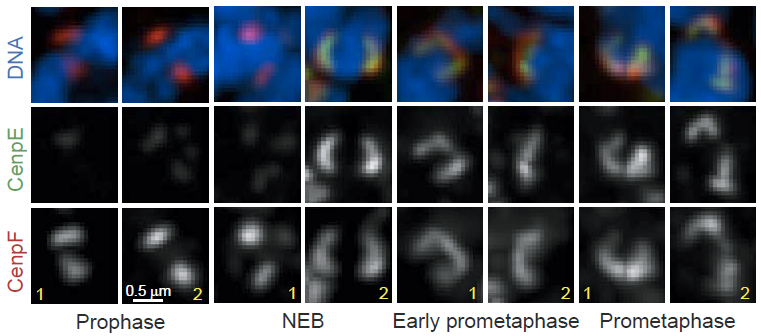 DNA
CenpE
CenpF
1
0.5 μm
2
1
2
1
2
1
2
Prophase
NEB
Early prometaphase
Prometaphase